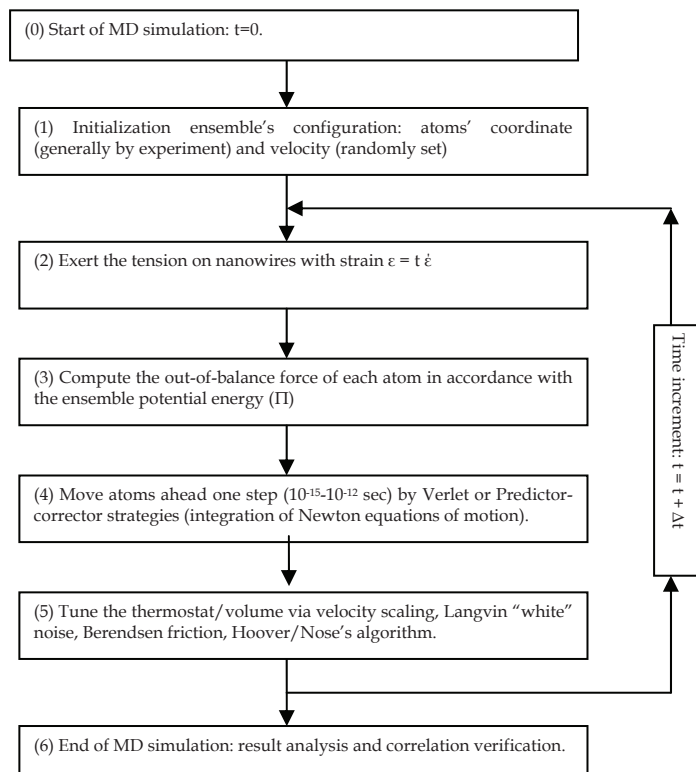 (0) Start of MD simulation: t=0.
(1) Initialization ensemble's configuration: atoms' coordinate
(generally by experiment) and velocity (randomly set)
(2) Exert the tension on nanowires with strain ε = t ε̇
(3) Compute the out-of-balance force of each atom in accordance with
the ensemble potential energy (Π)
(4) Move atoms ahead one step (10⁻¹⁵-10⁻¹² sec) by Verlet or Predictor-
corrector strategies (integration of Newton equations of motion).
(5) Tune the thermostat/volume via velocity scaling, Langvin “white”
noise, Berendsen friction, Hoover/Nose’s algorithm.
(6) End of MD simulation: result analysis and correlation verification.
Time increment: t = t + Δt